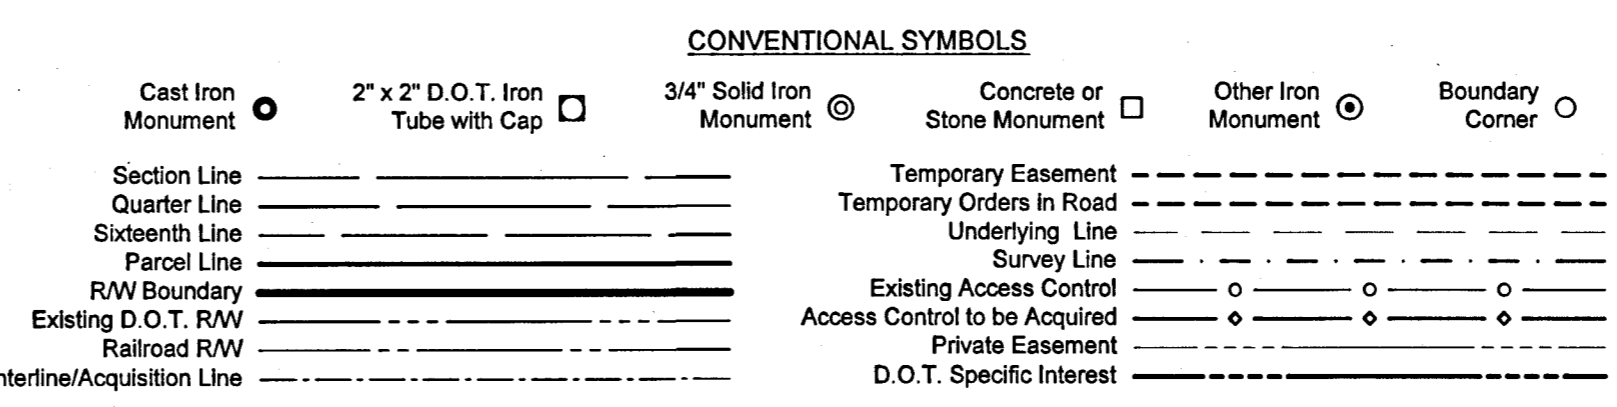 CONVENTIONAL SYMBOLS
Cast Iron
Monument
2" x 2" D.O.T. Iron
Tube with Cap
3/4" Solid Iron
Monument
Concrete or
Stone Monument
Other Iron
Monument
Boundary
Corner
Section Line
Quarter Line
Sixteenth Line
Parcel Line
R/W Boundary
Existing D.O.T. R/W
Railroad R/W
nterline/Acquisition Line
Temporary Easement
Temporary Orders in Road
Underlying Line
Survey Line
Existing Access Control
Access Control to be Acquired
Private Easement
D.O.T. Specific Interest